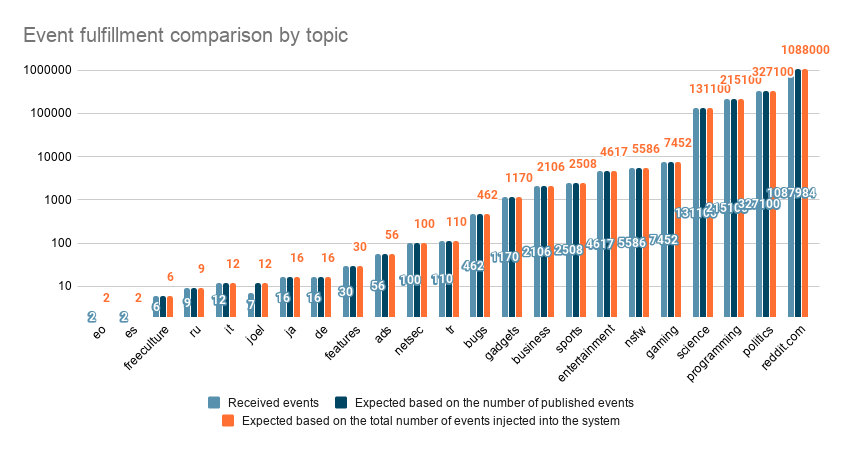 Event fulfillment comparison by topic
1000000
100000
10000
1000
100
10
2
2
6
9
12
12
16
16
30
56
100
110
462
1170
2106
2508
4617
5586
7452
131100
215100
327100
1088000
2
2
6
9
12
7
16
16
30
56
100
110
462
1170
2106
2508
4617
5586
7452
131100
215100
327100
1087984
eo
es
freeculture
ru
it
joel
ja
de
features
ads
netsec
tr
bugs
gadgets
business
sports
entertainment
nsfw
gaming
science
programming
politics
reddit.com
Received events
Expected based on the number of published events
Expected based on the total number of events injected into the system